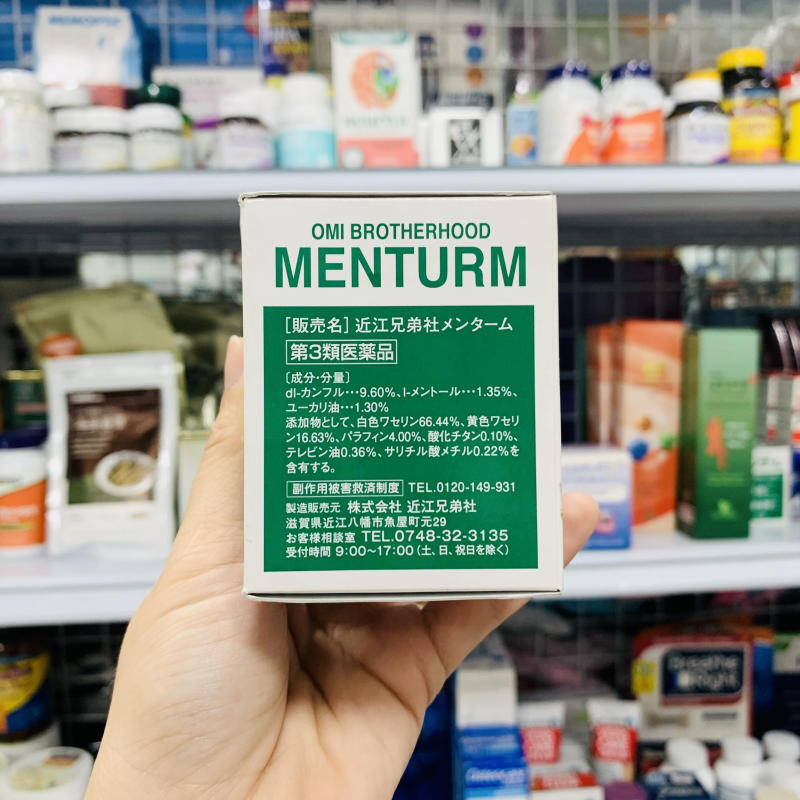 OMI BROTHERHOOD
MENTURM
[販売名] 近江兄弟社メンターム
第3類医薬品
〔成分・分量〕
dl-カンフル･･･9.60%、l-メントール･･･1.35%、
ユーカリ油･･･1.30%
添加物として、白色ワセリン66.44%、黄色ワセリ
ン16.63%、パラフィン4.00%、酸化チタン0.10%、
テレビン油0.36%、サリチル酸メチル0.22%を
含有する。
副作用被害救済制度 TEL.0120-149-931
製造販売元 株式会社 近江兄弟社
滋賀県近江八幡市魚屋町元29
お客様相談室 TEL.0748-32-3135
受付時間 9:00〜17:00(土、日、祝日を除く)
Breathe
Right